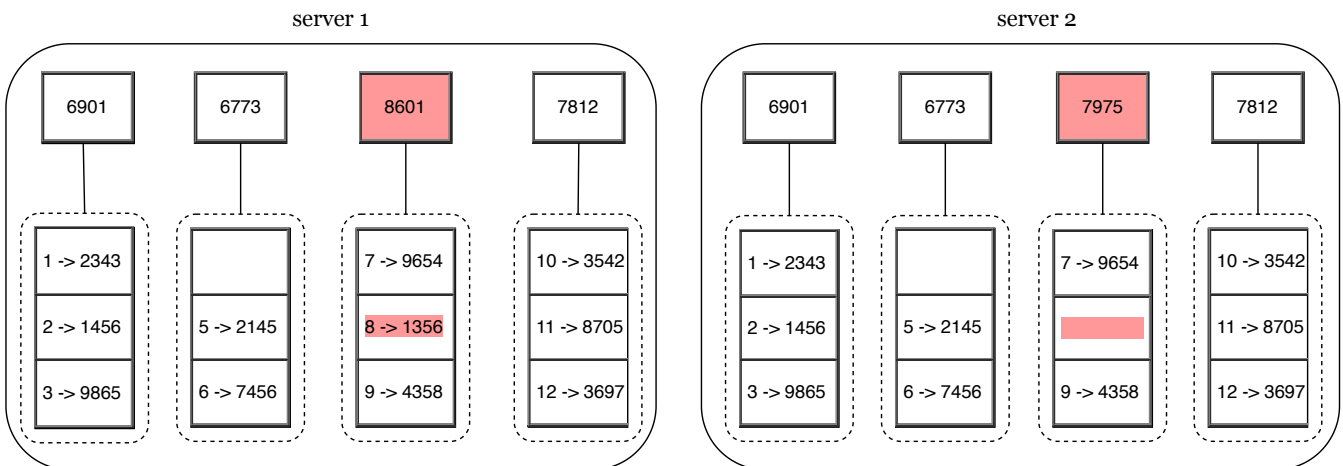 server 1
6901 6773 8601 7812
1 -> 2343 7 -> 9654 10 -> 3542
2 -> 1456 5 -> 2145 8 -> 1356 11 -> 8705
3 -> 9865 6 -> 7456 9 -> 4358 12 -> 3697
server 2
6901 6773 7975 7812
1 -> 2343 7 -> 9654 10 -> 3542
2 -> 1456 5 -> 2145 11 -> 8705
3 -> 9865 6 -> 7456 9 -> 4358 12 -> 3697